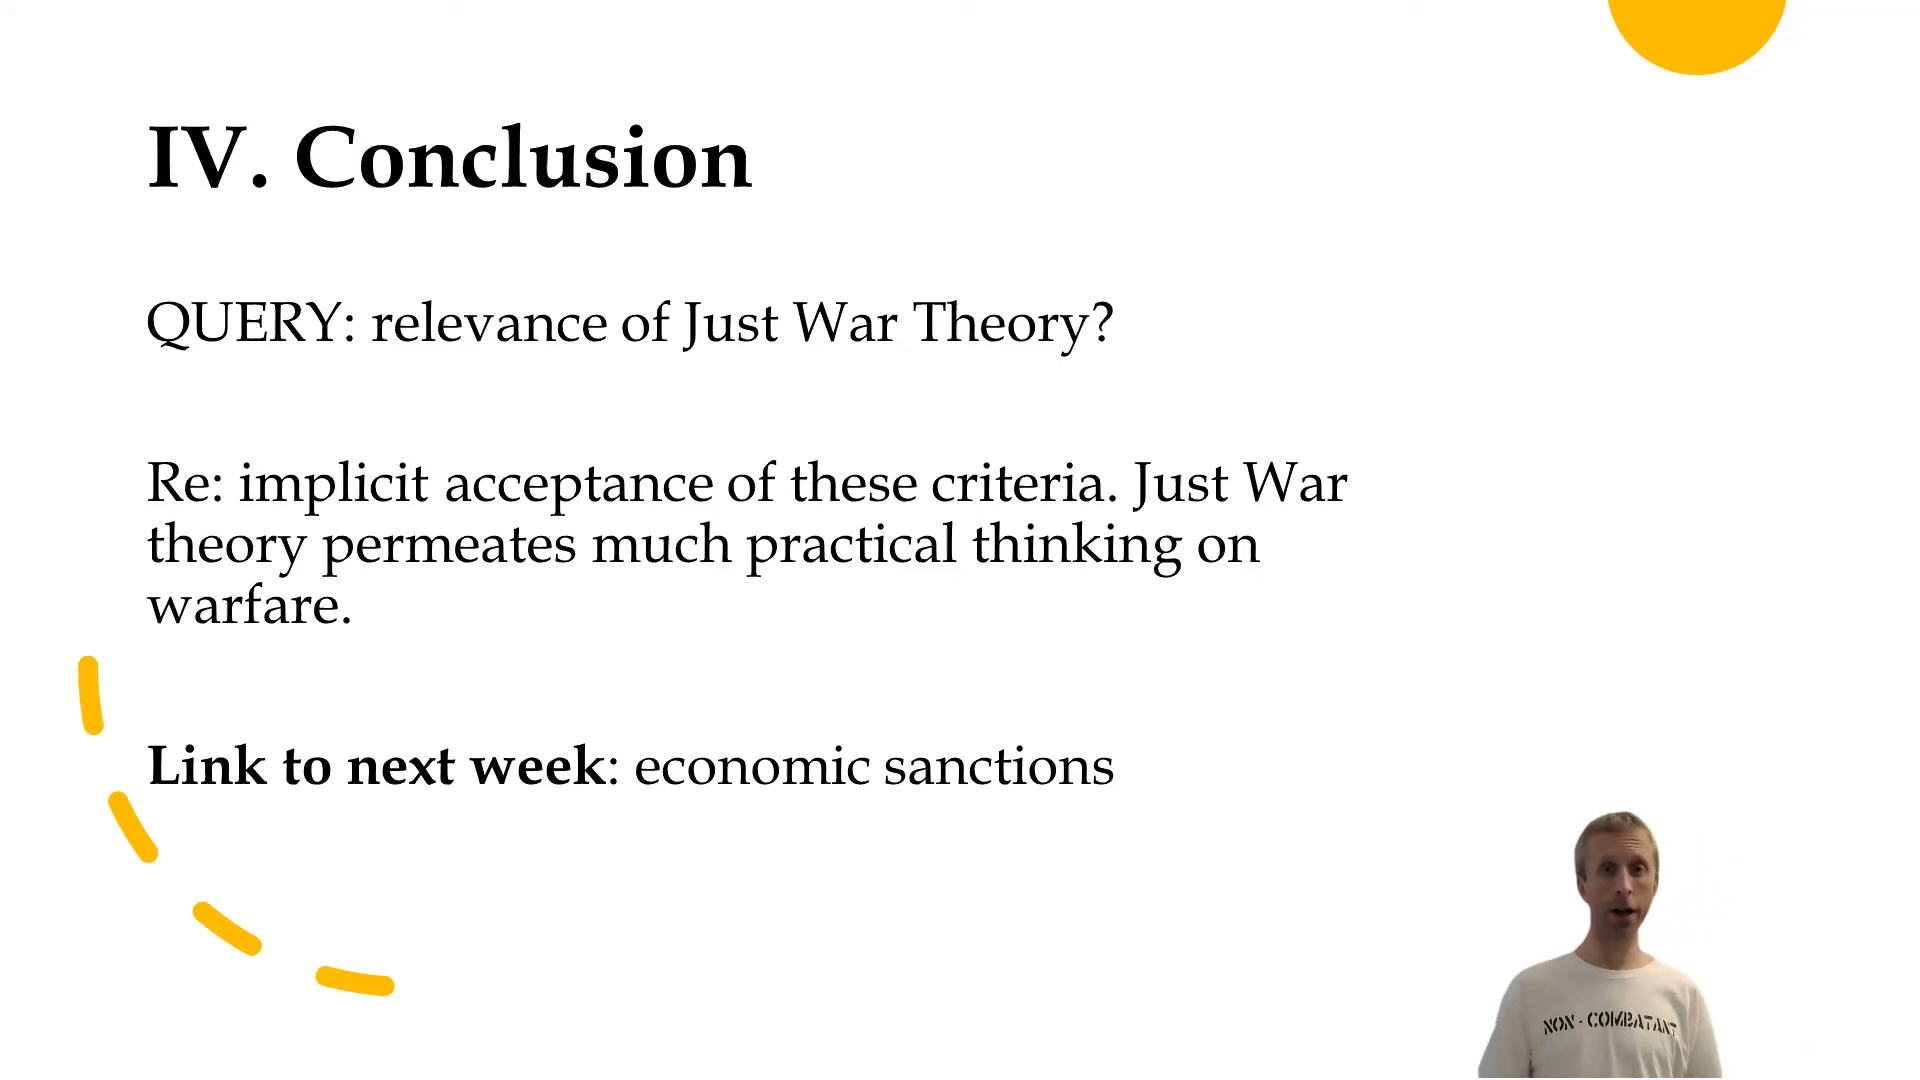 IV. Conclusion
QUERY: relevance of Just War Theory?
Re: implicit acceptance of these criteria. Just War
theory permeates much practical thinking on
warfare.
Link to next week: economic sanctions
NON-COMBATANT